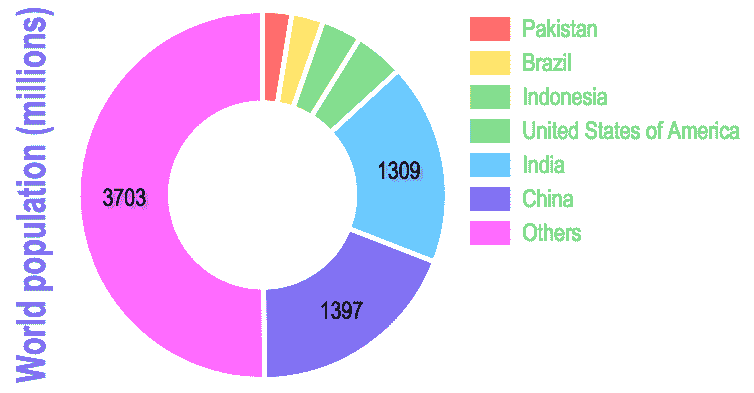 World population (millions)
3703
1309
1397
Pakistan
Brazil
Indonesia
United States of America
India
China
Others